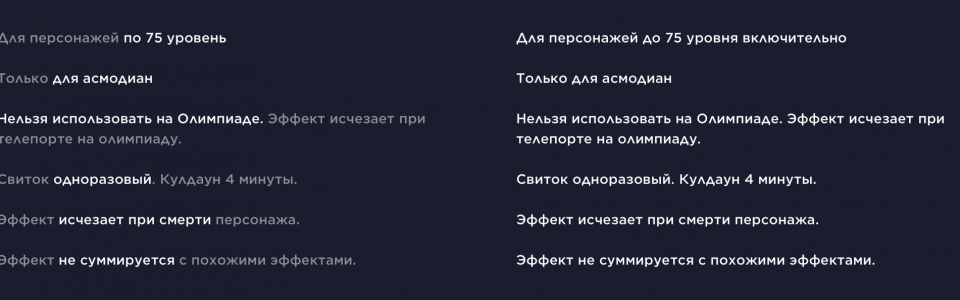 Для персонажей по 75 уровень
Только для асмодиан
Нельзя использовать на Олимпиаде. Эффект исчезает при
телепорте на олимпиаду.
Свиток одноразовый. Кулдаун 4 минуты.
Эффект исчезает при смерти персонажа.
Эффект не суммируется с похожими эффектами.
Для персонажей до 75 уровня включительно
Только для асмодиан
Нельзя использовать на Олимпиаде. Эффект исчезает при
телепорте на олимпиаду.
Свиток одноразовый. Кулдаун 4 минуты.
Эффект исчезает при смерти персонажа.
Эффект не суммируется с похожими эффектами.